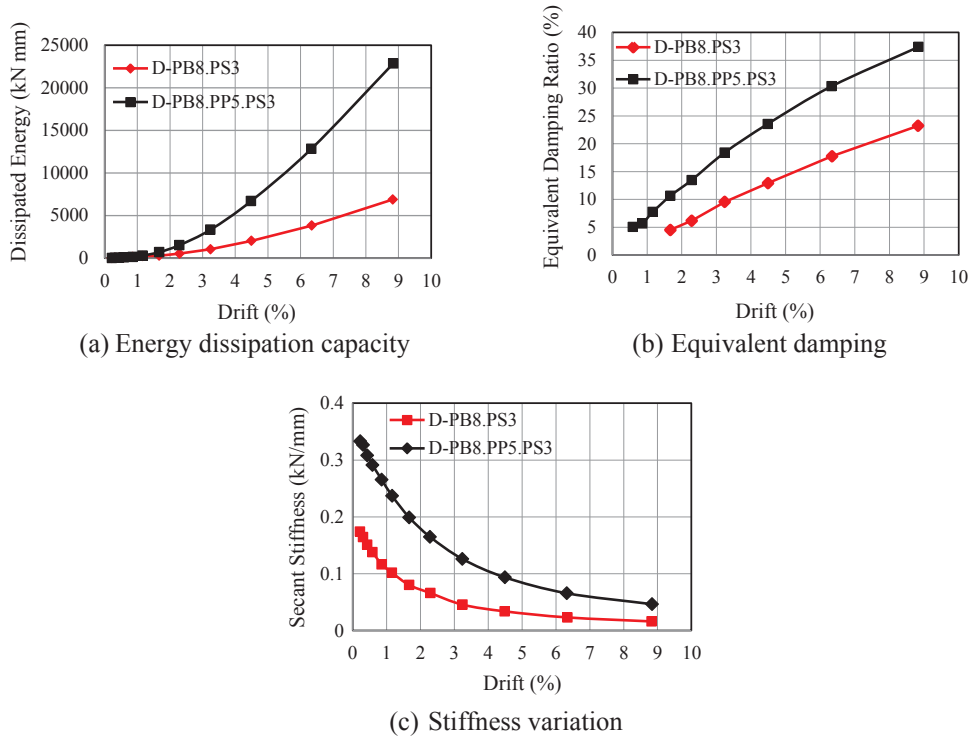 25000
20000
15000
10000
5000
0
Dissipated Energy (kN mm)
D-PB8.PS3
D-PB8.PP5.PS3
0 1 2 3 4 5 6 7 8 9 10
Drift (%)
(a) Energy dissipation capacity
40
35
30
25
20
15
10
5
0
Equivalent Damping Ratio (%)
D-PB8.PS3
D-PB8.PP5.PS3
0 1 2 3 4 5 6 7 8 9 10
Drift (%)
(b) Equivalent damping
0.4
0.3
0.2
0.1
0
Secant Stiffness (kN/mm)
D-PB8.PS3
D-PB8.PP5.PS3
0 1 2 3 4 5 6 7 8 9 10
Drift (%)
(c) Stiffness variation